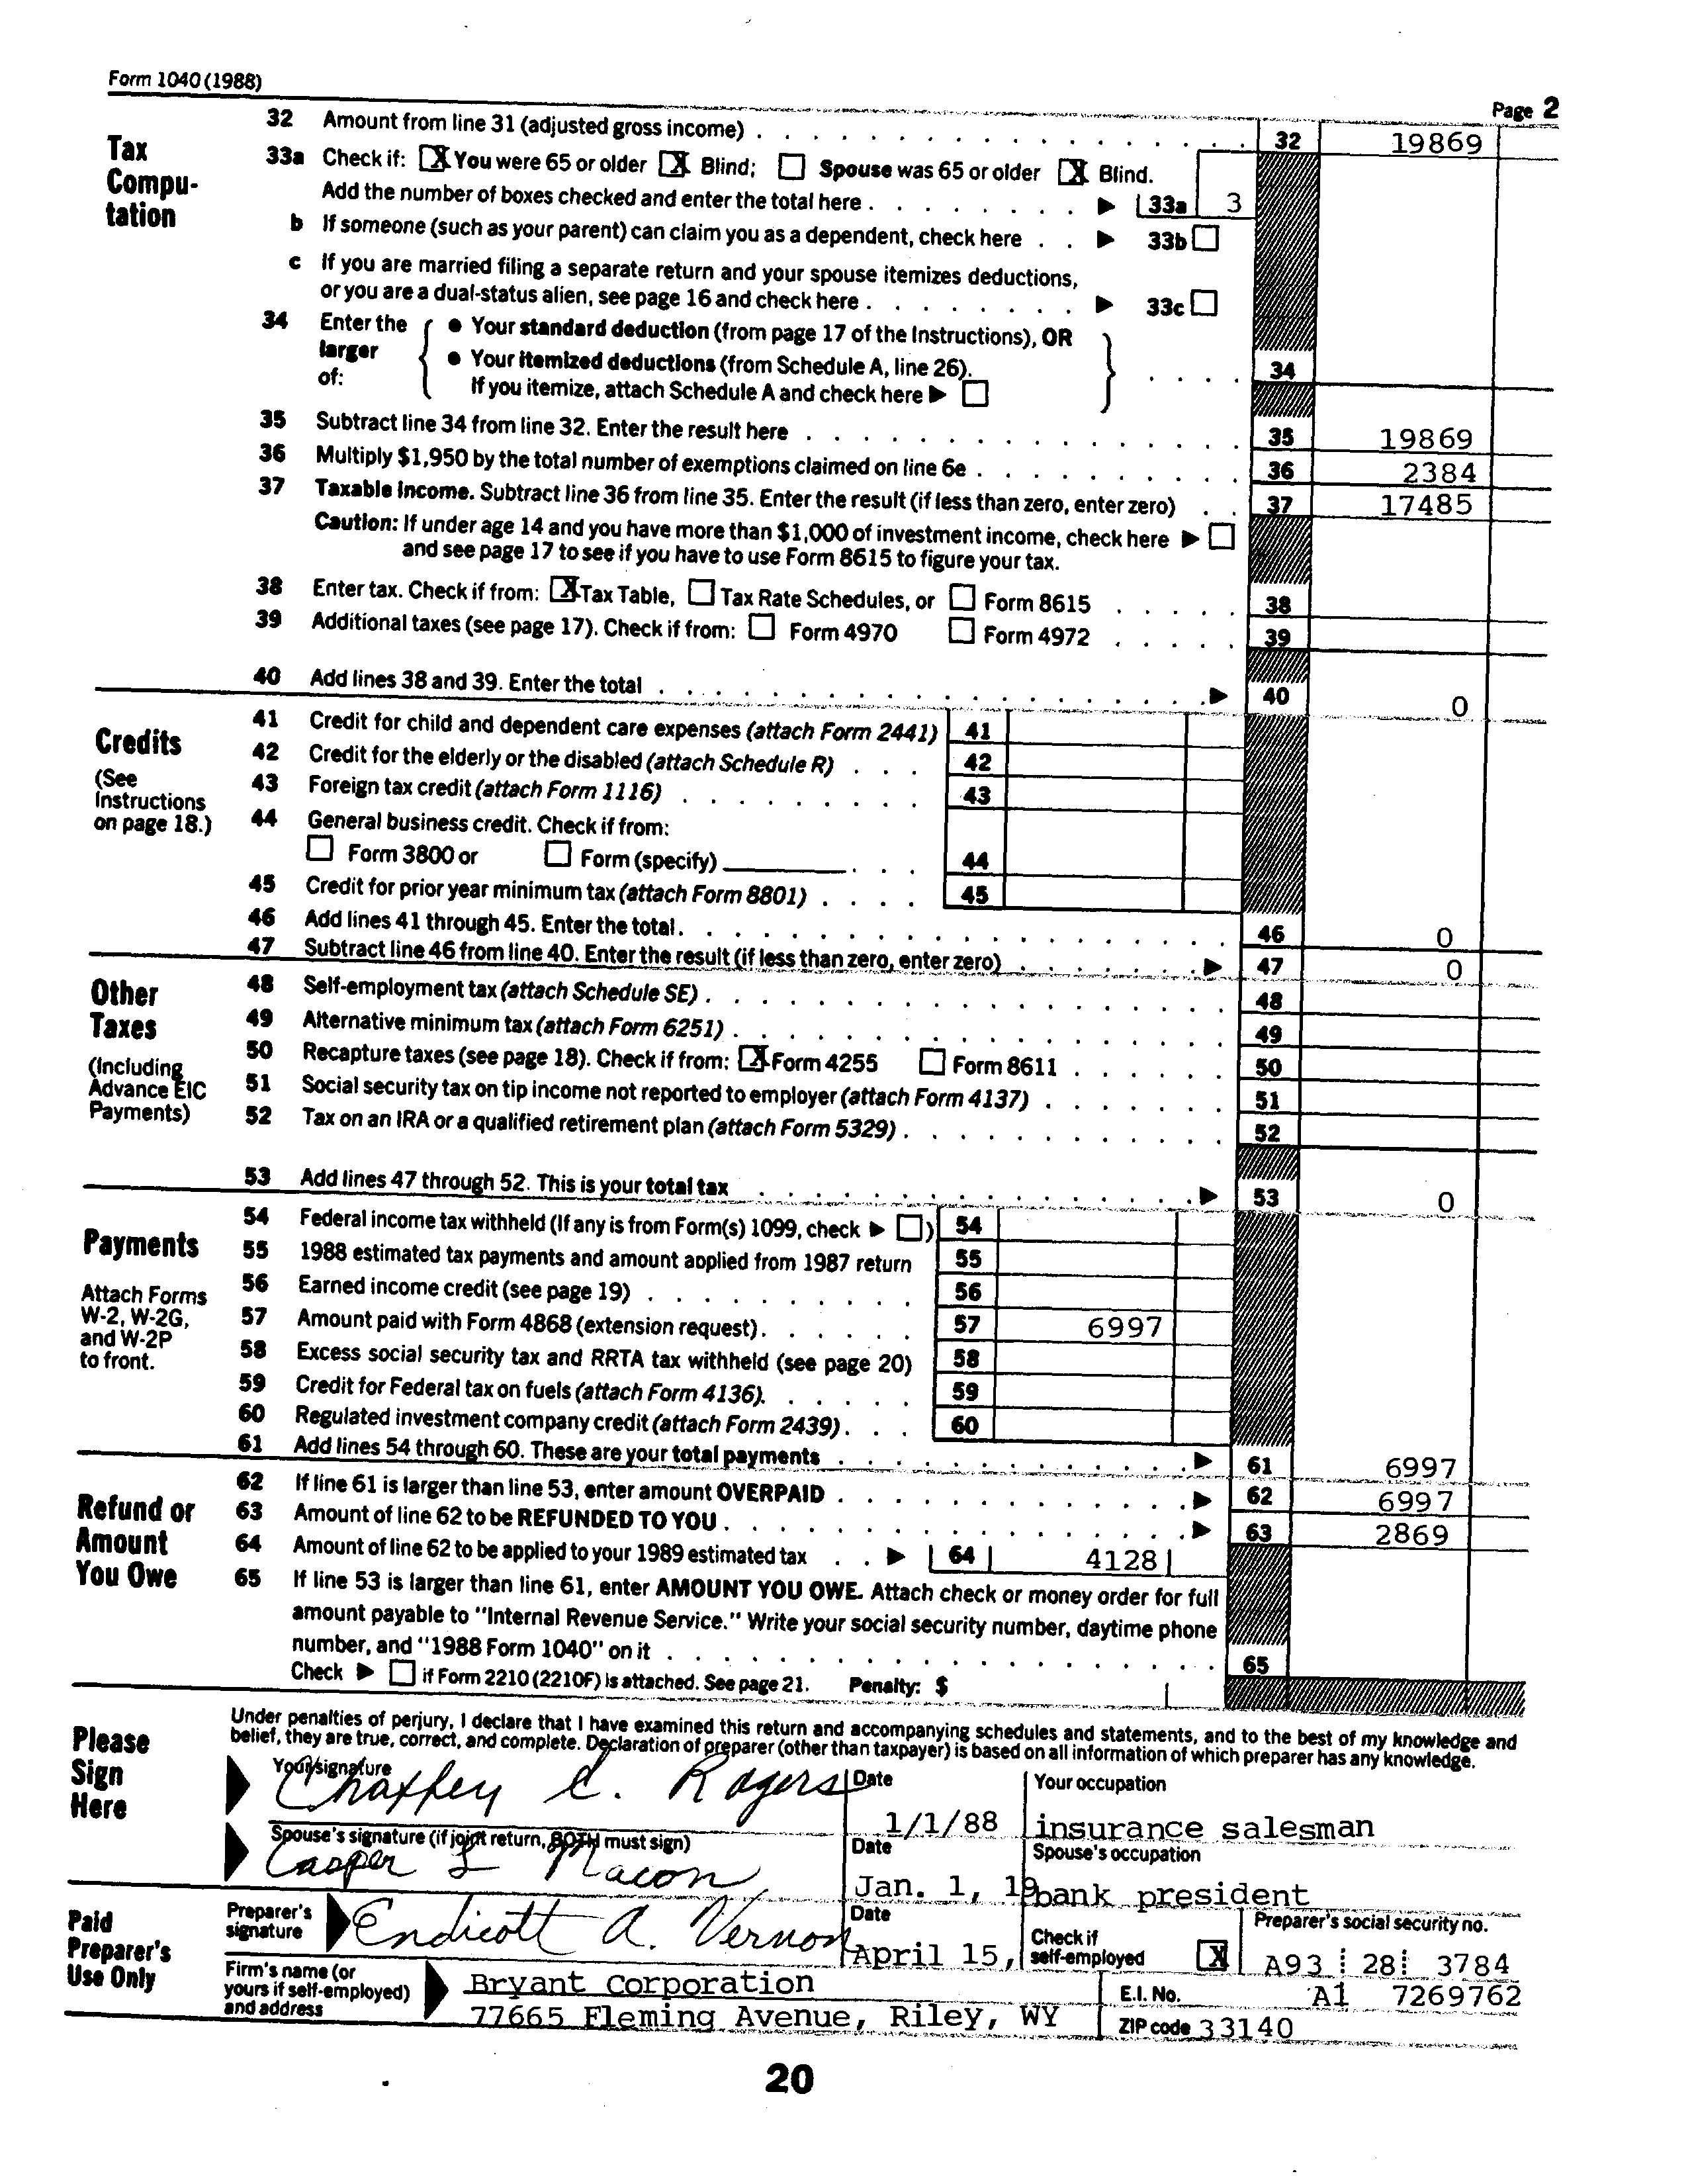 Form 1040 (1988)
Page 2
Tax Compu- tation
32 Amount from line 31 (adjusted gross income) . . . 32 19869
33a Check if: [X] You were 65 or older [X] Blind; [ ] Spouse was 65 or older [X] Blind.
Add the number of boxes checked and enter the total here . . . ▶ 33a 3
b If someone (such as your parent) can claim you as a dependent, check here . . ▶ 33b [ ]
c If you are married filing a separate return and your spouse itemizes deductions,
or you are a dual-status alien, see page 16 and check here . . . ▶ 33c [ ]
34 Enter the larger of:
● Your standard deduction (from page 17 of the Instructions), OR
● Your itemized deductions (from Schedule A, line 26).
If you itemize, attach Schedule A and check here ▶ [ ] . . . . 34
35 Subtract line 34 from line 32. Enter the result here . . . 35 19869
36 Multiply $1,950 by the total number of exemptions claimed on line 6e . . . 36 2384
37 Taxable income. Subtract line 36 from line 35. Enter the result (if less than zero, enter zero) . . 37 17485
Caution: If under age 14 and you have more than $1,000 of investment income, check here ▶ [ ]
and see page 17 to see if you have to use Form 8615 to figure your tax.
38 Enter tax. Check if from: [X] Tax Table, [ ] Tax Rate Schedules, or [ ] Form 8615 . . . 38
39 Additional taxes (see page 17). Check if from: [ ] Form 4970 [ ] Form 4972 . . . 39
40 Add lines 38 and 39. Enter the total . . . ▶ 40 0
Credits
(See Instructions on page 18.)
41 Credit for child and dependent care expenses (attach Form 2441) 41
42 Credit for the elderly or the disabled (attach Schedule R) . . . 42
43 Foreign tax credit (attach Form 1116) . . . 43
44 General business credit. Check if from:
[ ] Form 3800 or [ ] Form (specify) ________ . . . 44
45 Credit for prior year minimum tax (attach Form 8801) . . . . 45
46 Add lines 41 through 45. Enter the total . . . 46 0
47 Subtract line 46 from line 40. Enter the result (if less than zero, enter zero) . . . ▶ 47 0
Other Taxes
(Including Advance EIC Payments)
48 Self-employment tax (attach Schedule SE) . . . 48
49 Alternative minimum tax (attach Form 6251) . . . 49
50 Recapture taxes (see page 18). Check if from: [X] Form 4255 [ ] Form 8611 . . . 50
51 Social security tax on tip income not reported to employer (attach Form 4137) . . . 51
52 Tax on an IRA or a qualified retirement plan (attach Form 5329) . . . 52
53 Add lines 47 through 52. This is your total tax . . . ▶ 53 0
Payments
Attach Forms W-2, W-2G, and W-2P to front.
54 Federal income tax withheld (If any is from Form(s) 1099, check ▶ [ ]) 54
55 1988 estimated tax payments and amount applied from 1987 return 55
56 Earned income credit (see page 19) . . . 56
57 Amount paid with Form 4868 (extension request) . . . 57 6997
58 Excess social security tax and RRTA tax withheld (see page 20) 58
59 Credit for Federal tax on fuels (attach Form 4136). . . . 59
60 Regulated investment company credit (attach Form 2439) . . . 60
61 Add lines 54 through 60. These are your total payments . . . ▶ 61 6997
Refund or Amount You Owe
62 If line 61 is larger than line 53, enter amount OVERPAID . . . ▶ 62 6997
63 Amount of line 62 to be REFUNDED TO YOU . . . ▶ 63 2869
64 Amount of line 62 to be applied to your 1989 estimated tax . . ▶ 64 4128
65 If line 53 is larger than line 61, enter AMOUNT YOU OWE. Attach check or money order for full
amount payable to "Internal Revenue Service." Write your social security number, daytime phone
number, and "1988 Form 1040" on it . . . 65
Check ▶ [ ] if Form 2210 (2210F) is attached. See page 21. Penalty: $
Please Sign Here
Under penalties of perjury, I declare that I have examined this return and accompanying schedules and statements, and to the best of my knowledge and
belief, they are true, correct, and complete. Declaration of preparer (other than taxpayer) is based on all information of which preparer has any knowledge.
Your signature Date Your occupation
Chaffey C. Rogers 1/1/88 insurance salesman
Spouse's signature (if joint return, BOTH must sign) Date Spouse's occupation
Casper L Macon Jan. 1, 19 bank president
Paid Preparer's Use Only
Preparer's signature Endicott A. Vernon Date April 15, Check if self-employed [X] Preparer's social security no. A93 28 3784
Firm's name (or yours if self-employed) and address
Bryant Corporation E.I. No. A1 7269762
77665 Fleming Avenue, Riley, WY ZIP code 33140
20